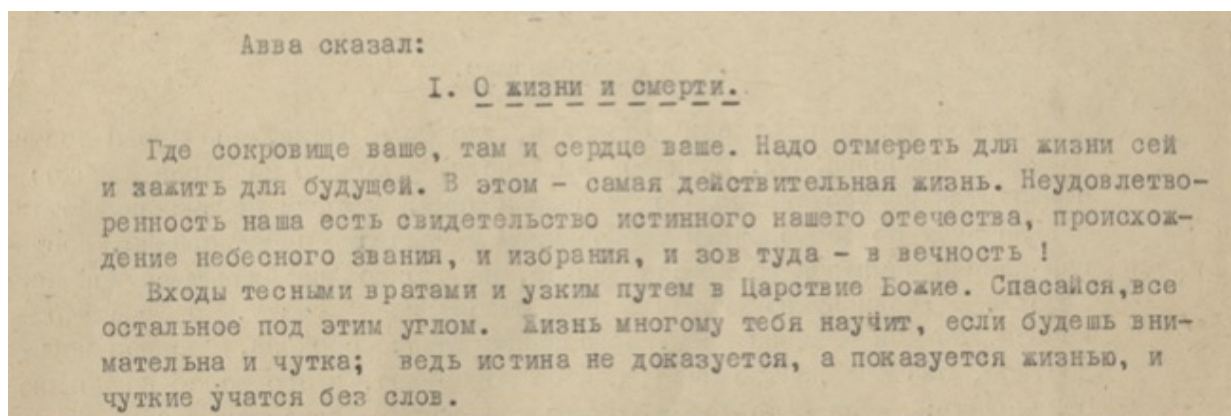 Авва сказал:
I. О жизни и смерти.
Где сокровище ваше, там и сердце ваше. Надо отмереть для жизни сей
и зажить для будущей. В этом - самая действительная жизнь. Неудовлетво-
ренность наша есть свидетельство истинного нашего отечества, происхож-
дение небесного звания, и избрания, и зов туда - в вечность !
Входы тесными вратами и узким путем в Царствие Божие. Спасайся,все
остальное под этим углом. Жизнь многому тебя научит, если будешь вни-
мательна и чутка; ведь истина не доказуется, а показуется жизнью, и
чуткие учатся без слов.